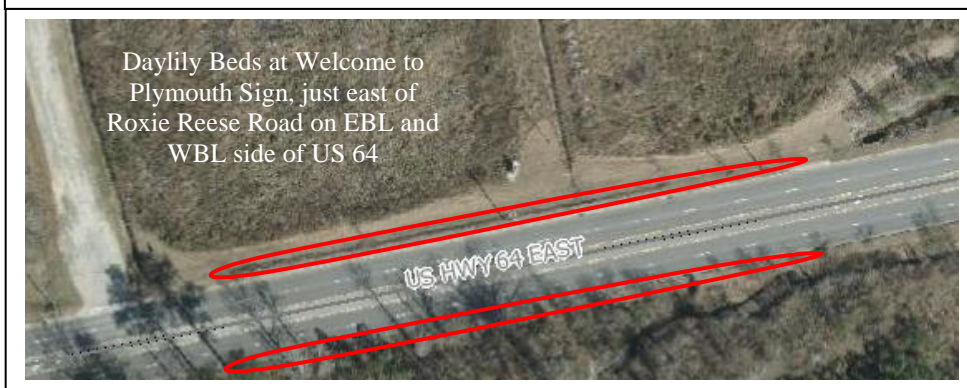 Daylily Beds at Welcome to
Plymouth Sign, just east of
Roxie Reese Road on EBL and
WBL side of US 64
US HWY 64 EAST